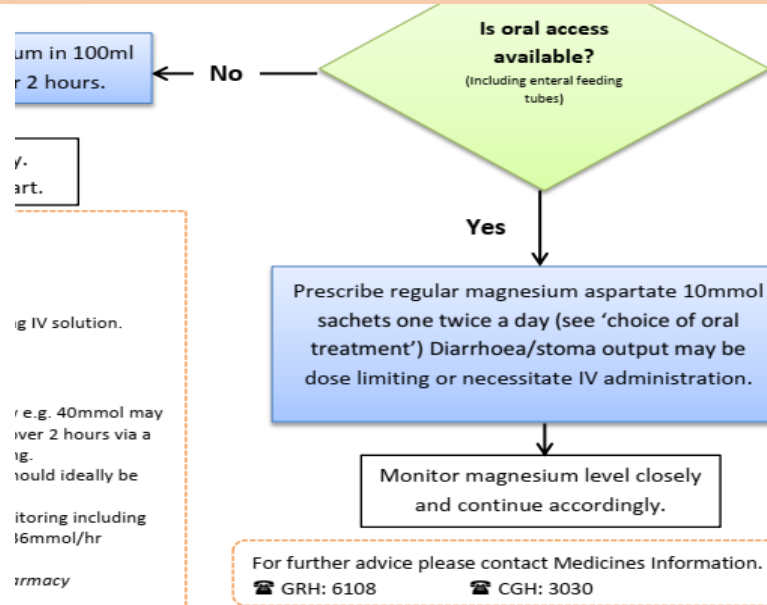 Is oral access
available?
(Including enteral feeding
tubes)
um in 100ml
r 2 hours.
No
y.
art.
Yes
g IV solution.
Prescribe regular magnesium aspartate 10mmol
sachets one twice a day (see ‘choice of oral
treatment’) Diarrhoea/stoma output may be
dose limiting or necessitate IV administration.
e.g. 40mmol may
over 2 hours via a
ng.
hould ideally be
itoring including
36mmol/hr
armacy
Monitor magnesium level closely
and continue accordingly.
For further advice please contact Medicines Information.
☎ GRH: 6108 ☎ CGH: 3030